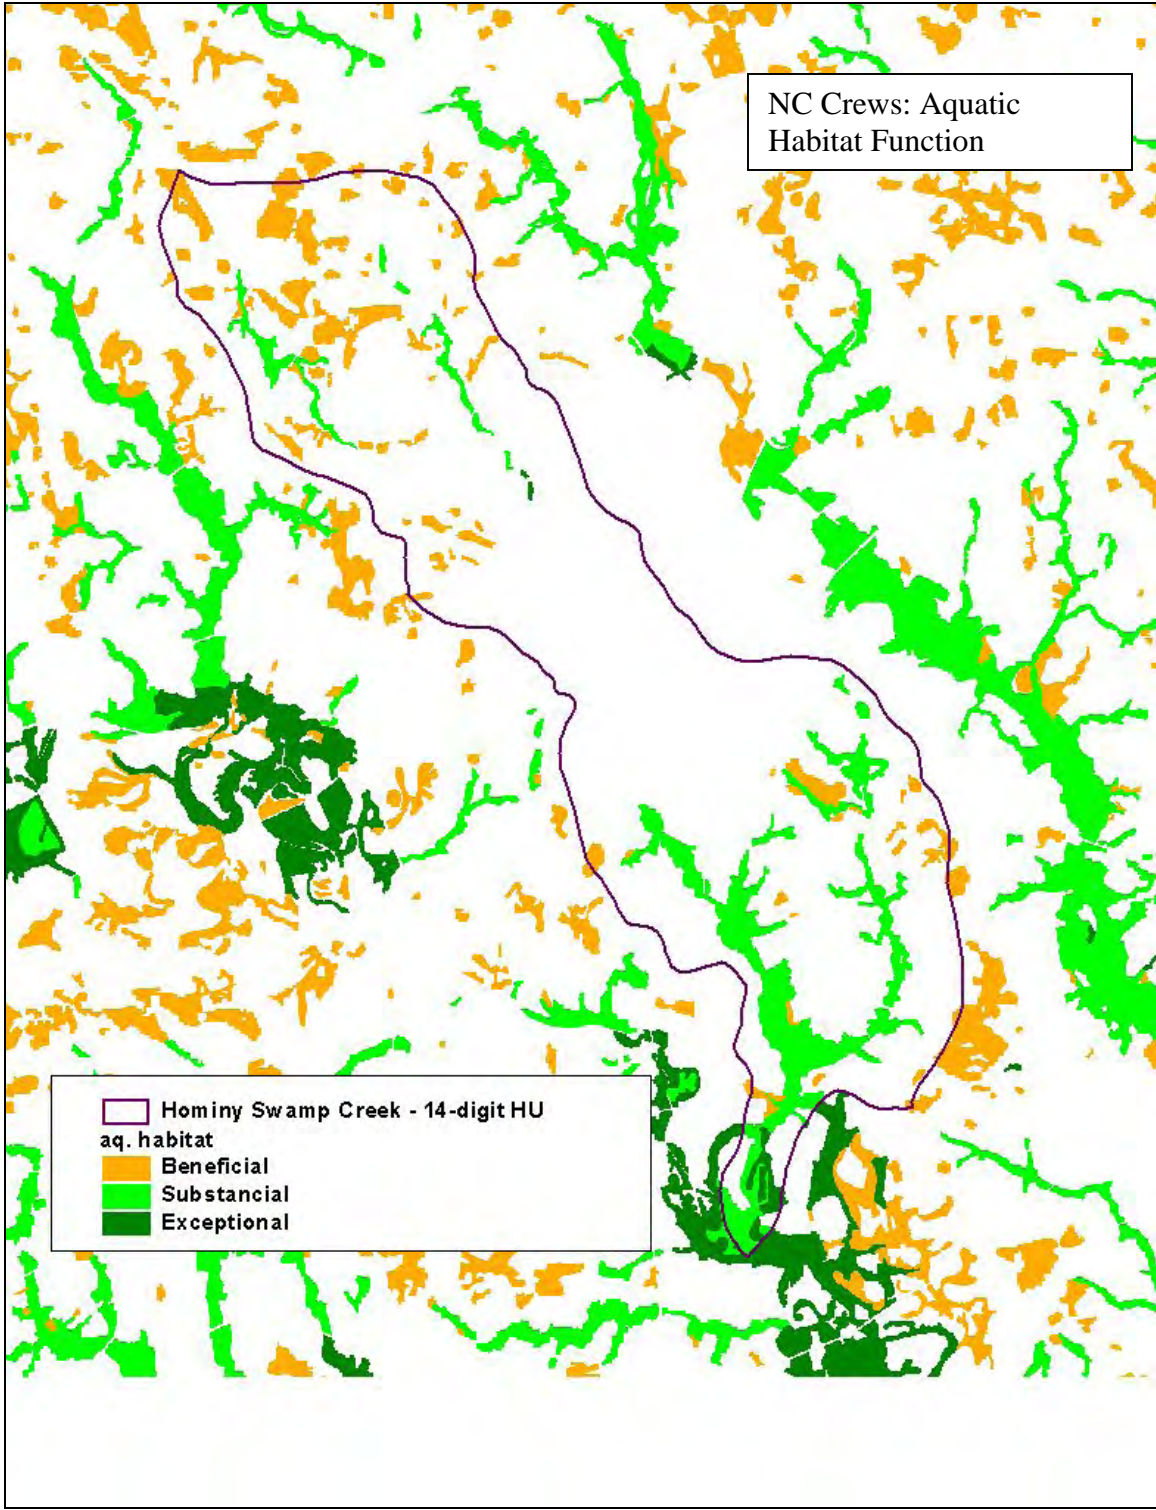 NC Crews: Aquatic
Habitat Function
Hominy Swamp Creek - 14-digit HU
aq. habitat
Beneficial
Substancial
Exceptional